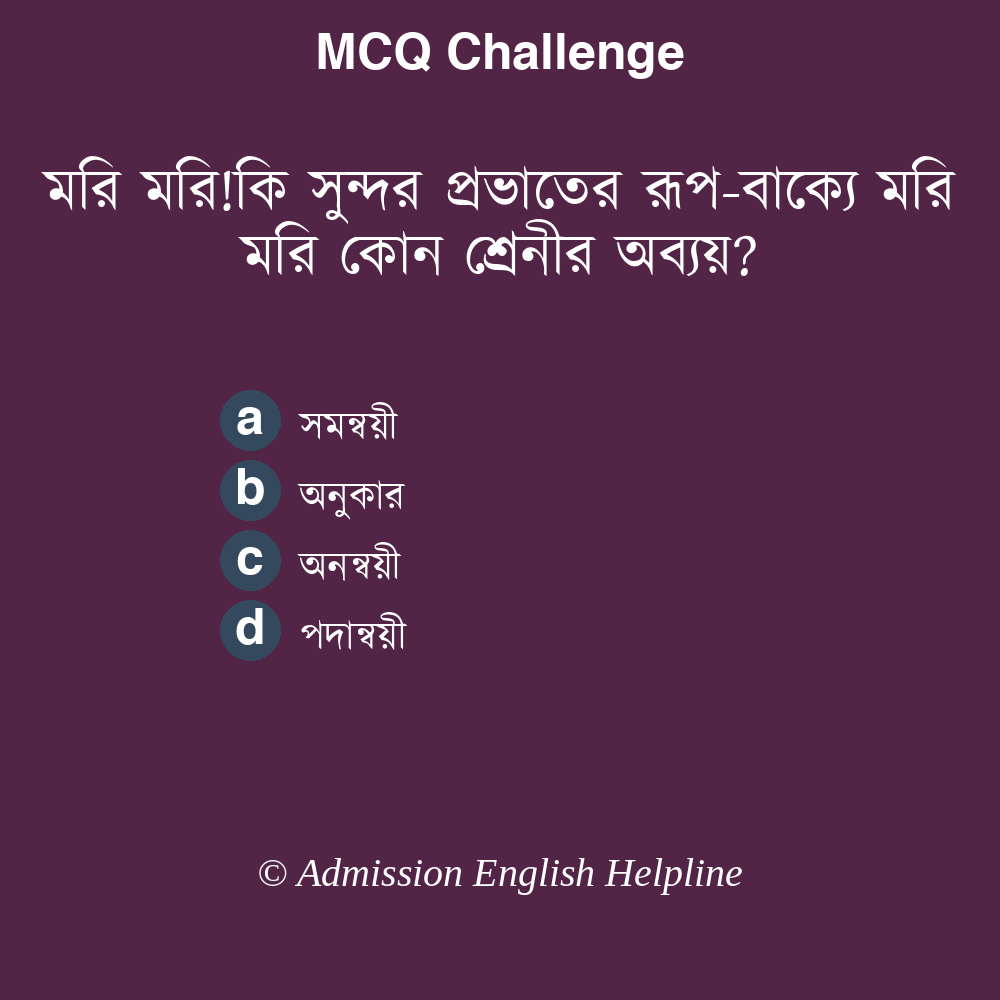 MCQ Challenge
মরি মরি!কি সুন্দর প্রভাতের রূপ-বাক্যে মরি
মরি কোন শ্রেনীর অব্যয়?
a সমন্বয়ী
b অনুকার
c অনন্বয়ী
d পদান্বয়ী
© Admission English Helpline